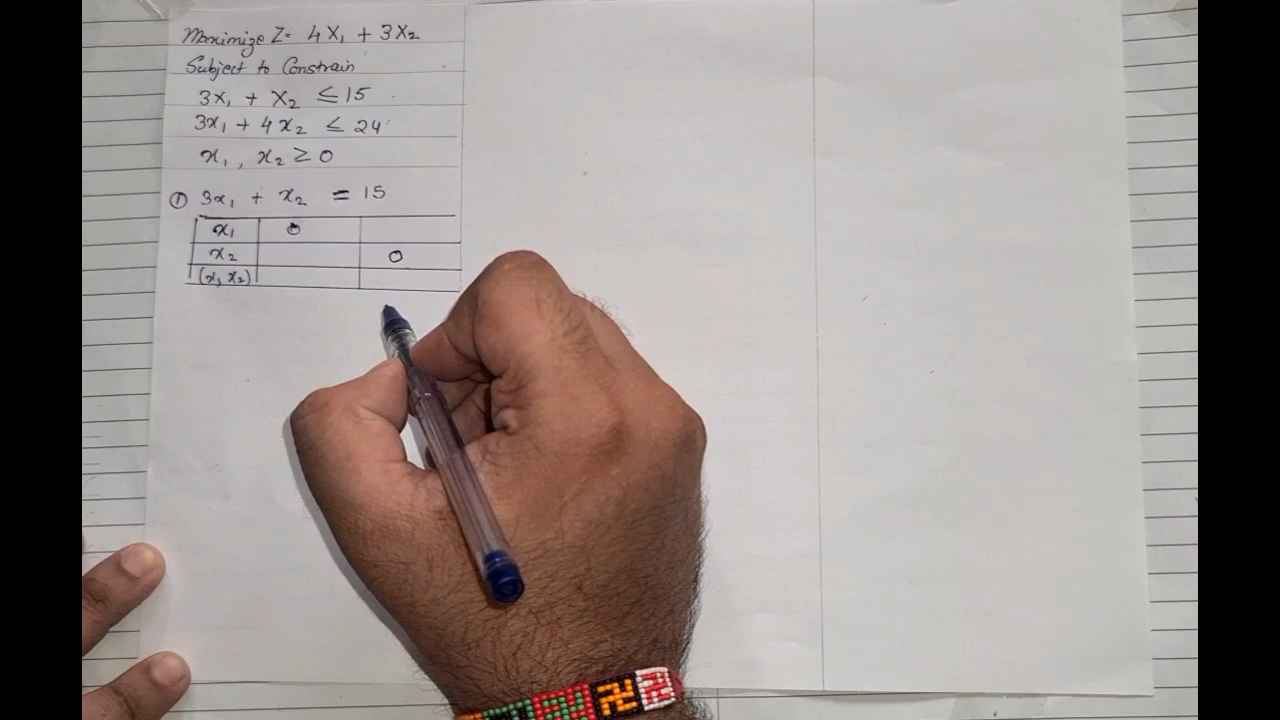 Maximize Z= 4X₁ + 3X₂
Subject to Constrain
3X₁ + X₂ ≤ 15
3x₁ + 4x₂ ≤ 24
x₁, x₂ ≥ 0
① 3x₁ + x₂ = 15
x₁ 0
x₂ 0
(x₁ x₂)